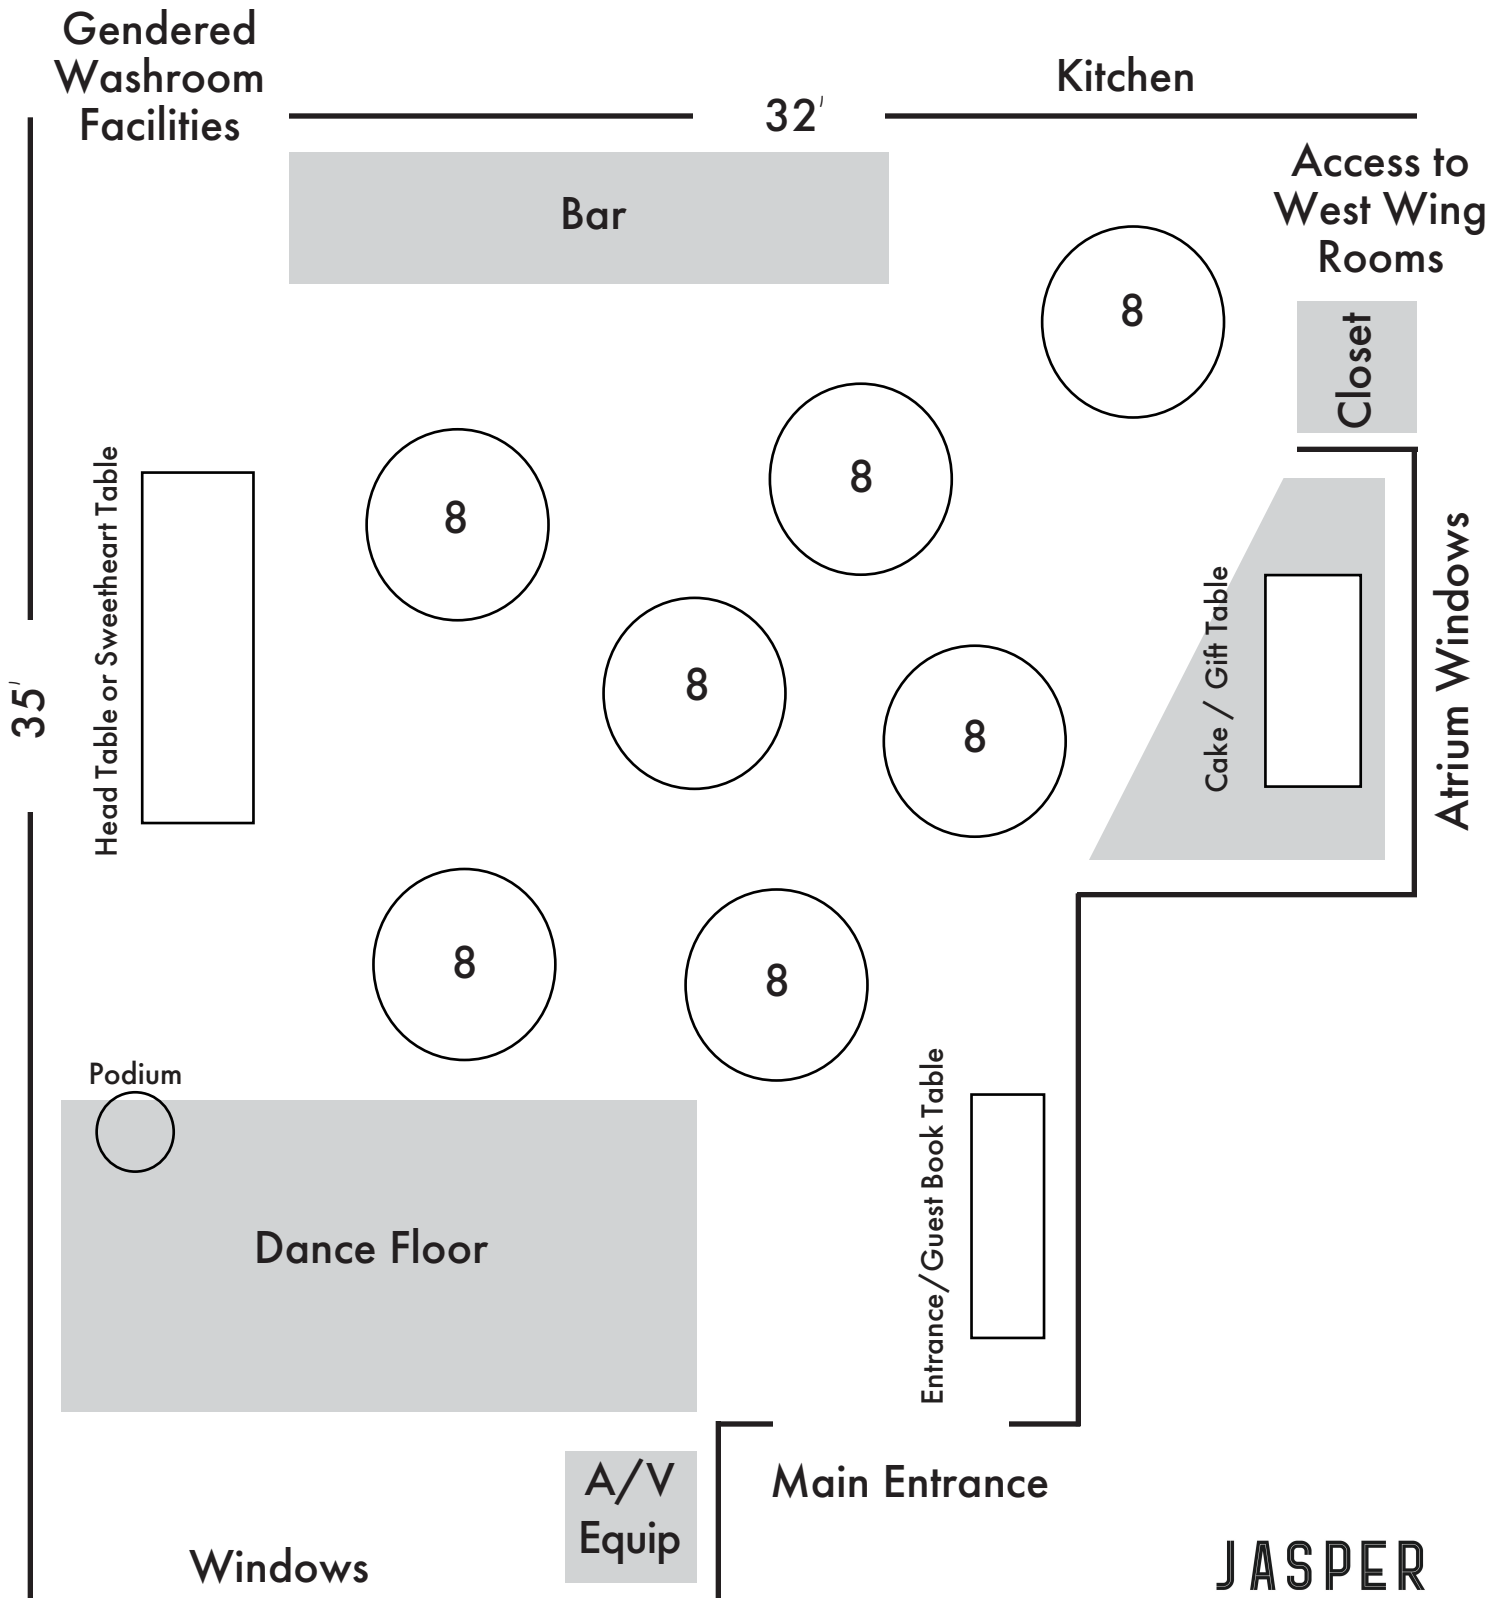 Gendered
Washroom
Facilities
Kitchen
32'
Access to
West Wing
Rooms
Bar
8
Closet
8
8
Head Table or Sweetheart Table
35'
8
8
Cake / Gift Table
Atrium Windows
8
8
Podium
Dance Floor
Entrance/Guest Book Table
A/V
Equip
Main Entrance
Windows
JASPER